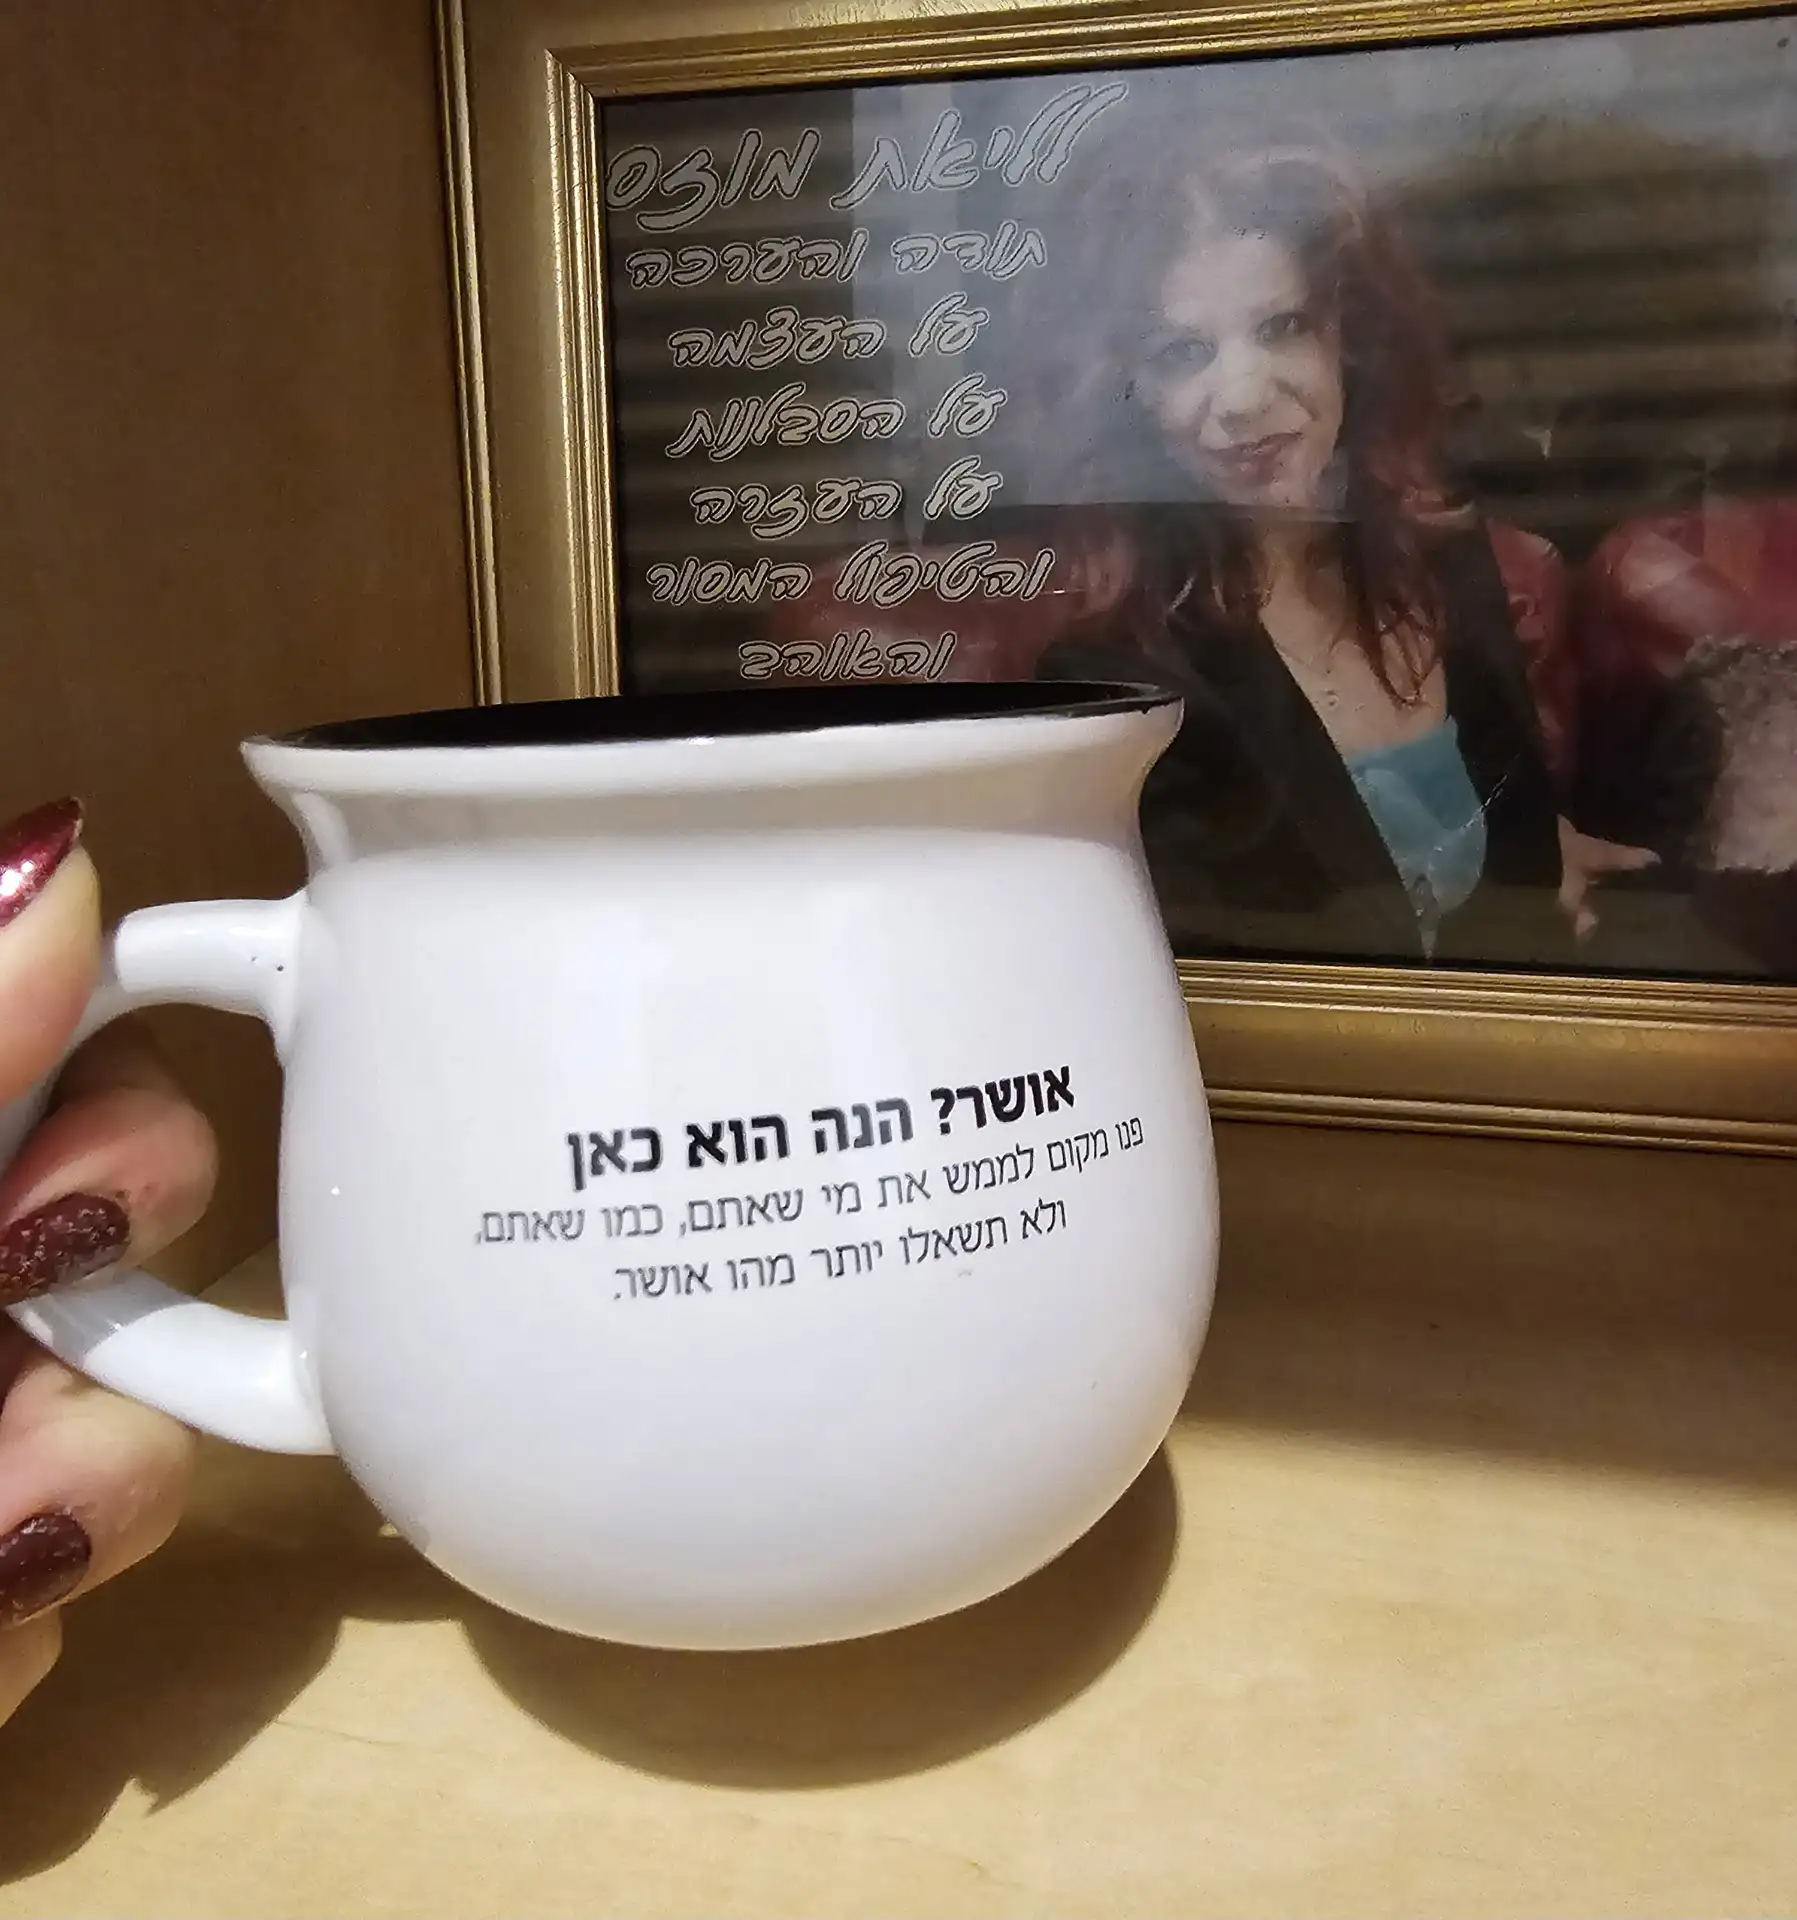 לליאת מוזס
תודה והערכה
על העצמה
על הסבלנות
על העזרה
והטיפול המסור
והאוהב
אושר? הנה הוא כאן
פנו מקום לממש את מי שאתם, כמו שאתם,
ולא תשאלו יותר מהו אושר.